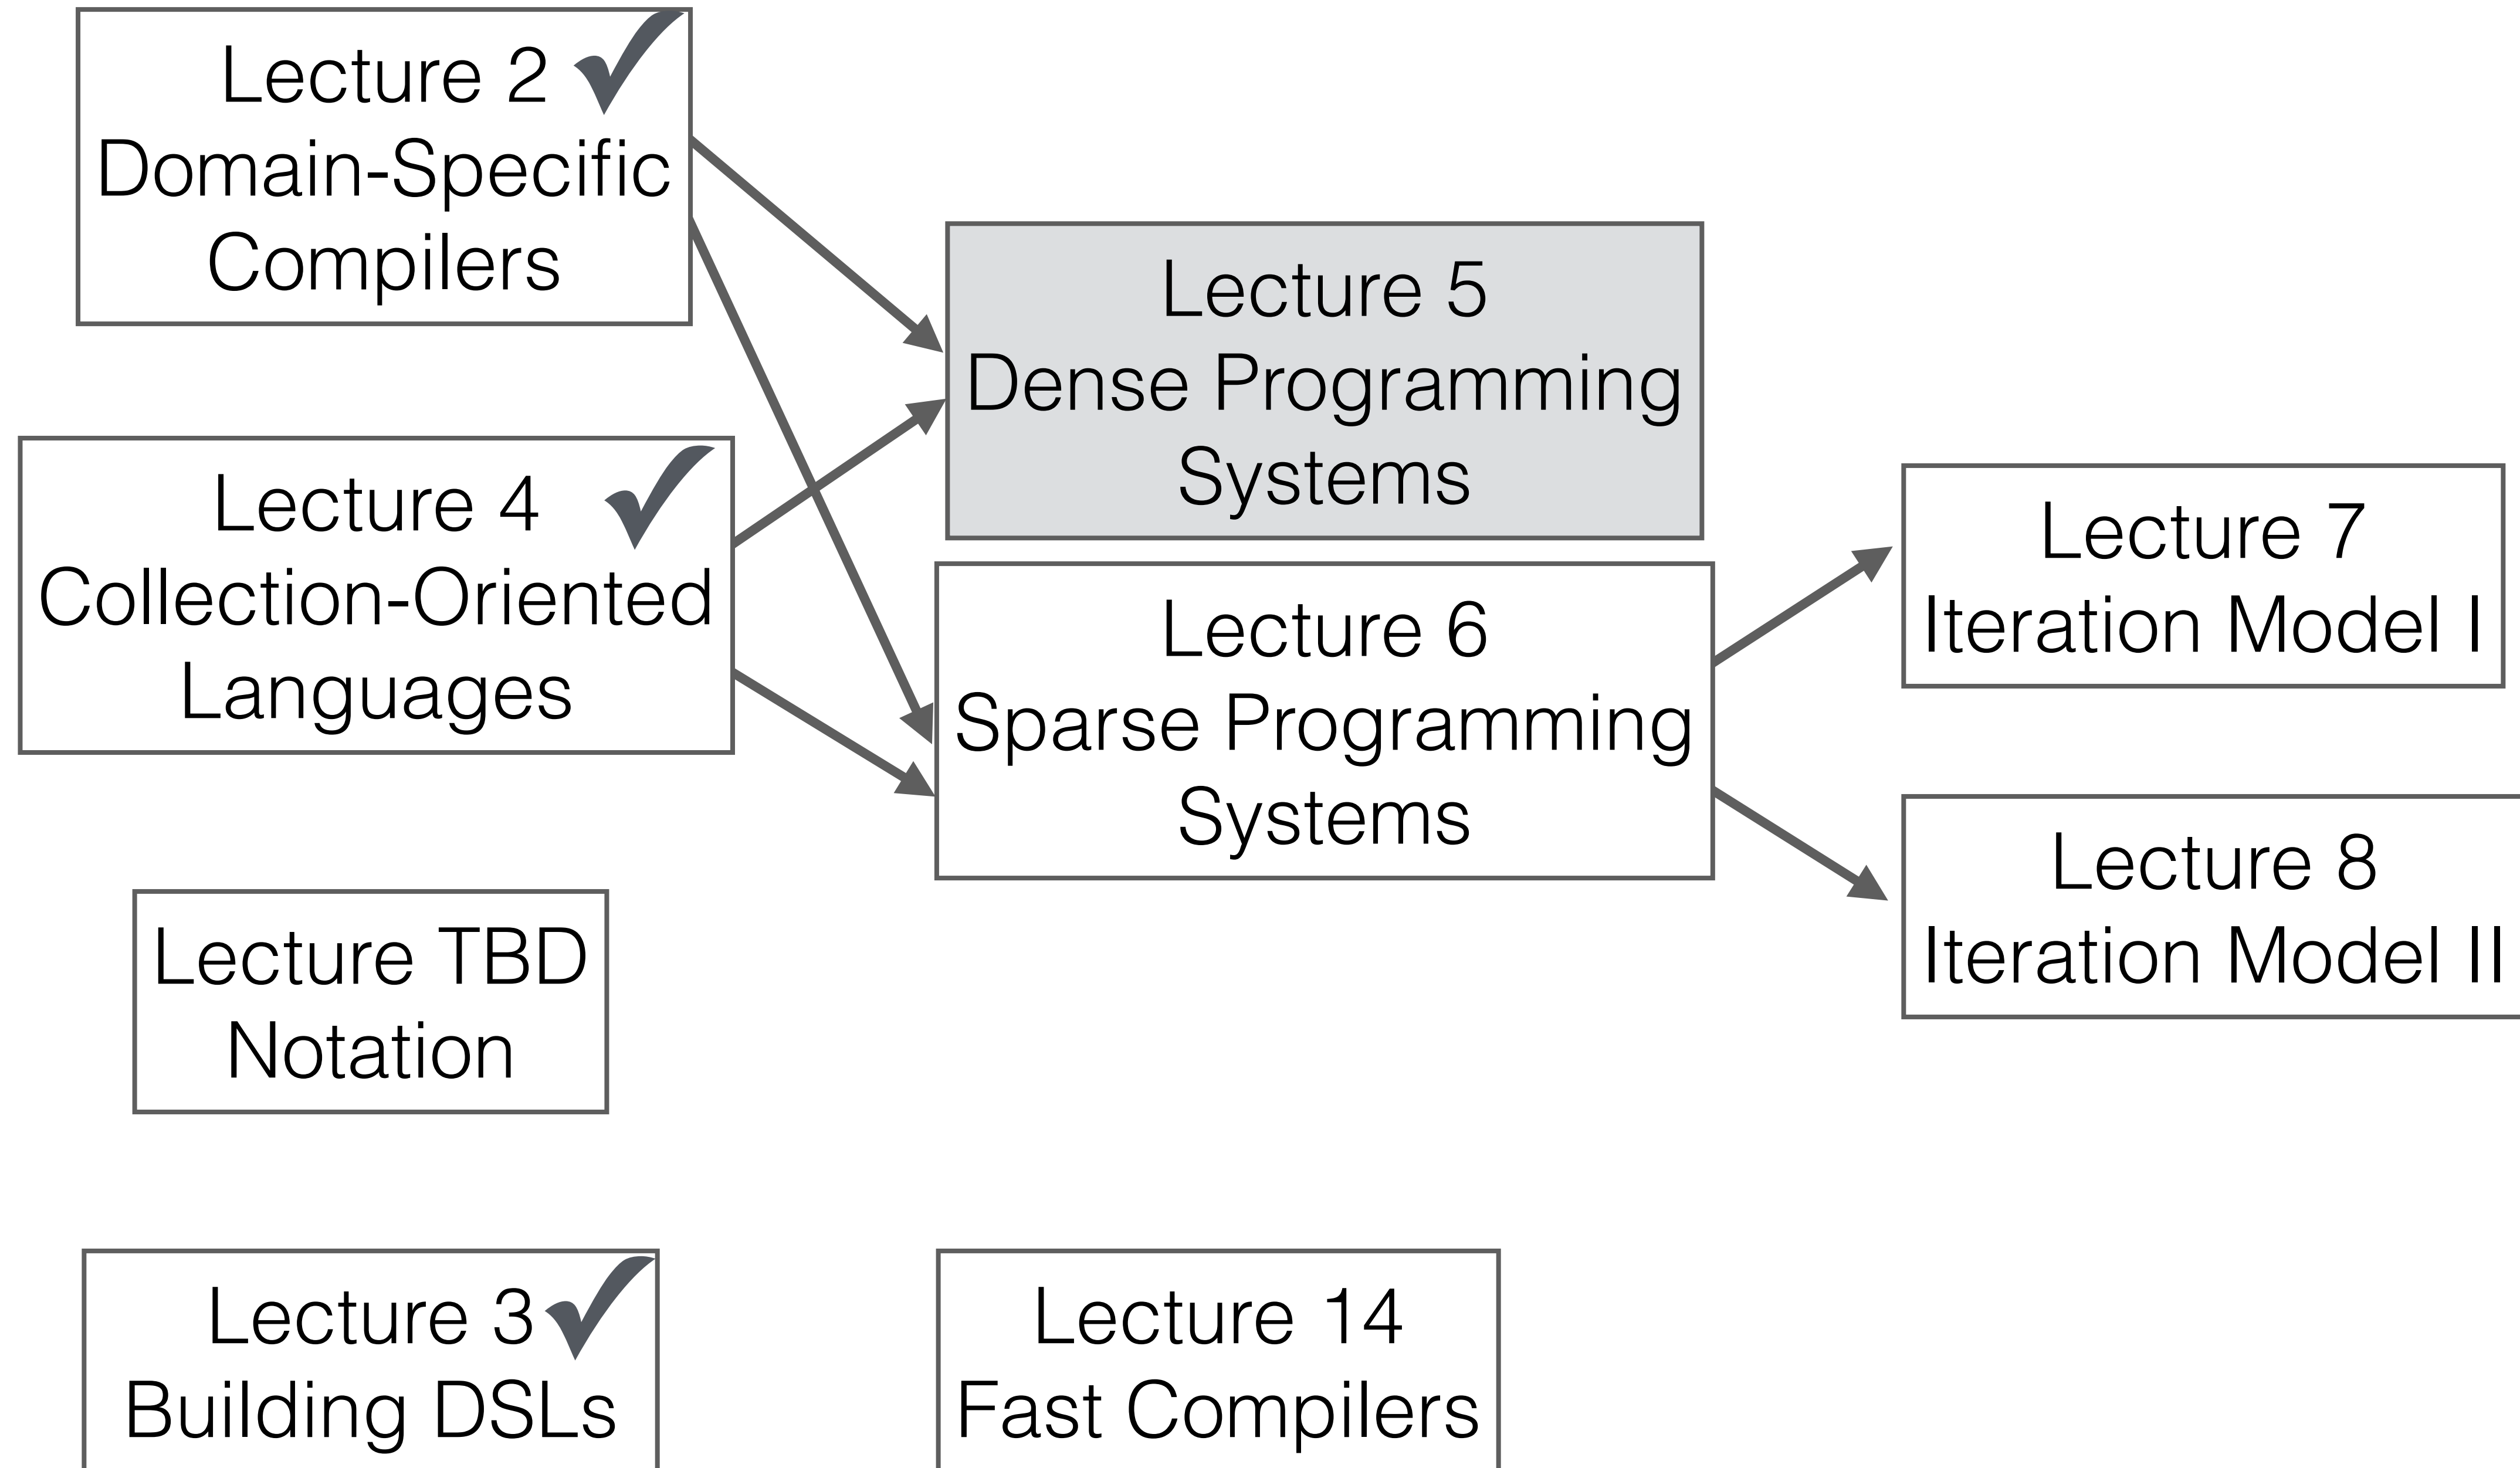 Lecture 2
Domain-Specific
Compilers
Lecture 4
Collection-Oriented
Languages
Lecture TBD
Notation
Lecture 3
Building DSLs
Lecture 5
Dense Programming
Systems
Lecture 6
Sparse Programming
Systems
Lecture 14
Fast Compilers
Lecture 7
Iteration Model I
Lecture 8
Iteration Model II